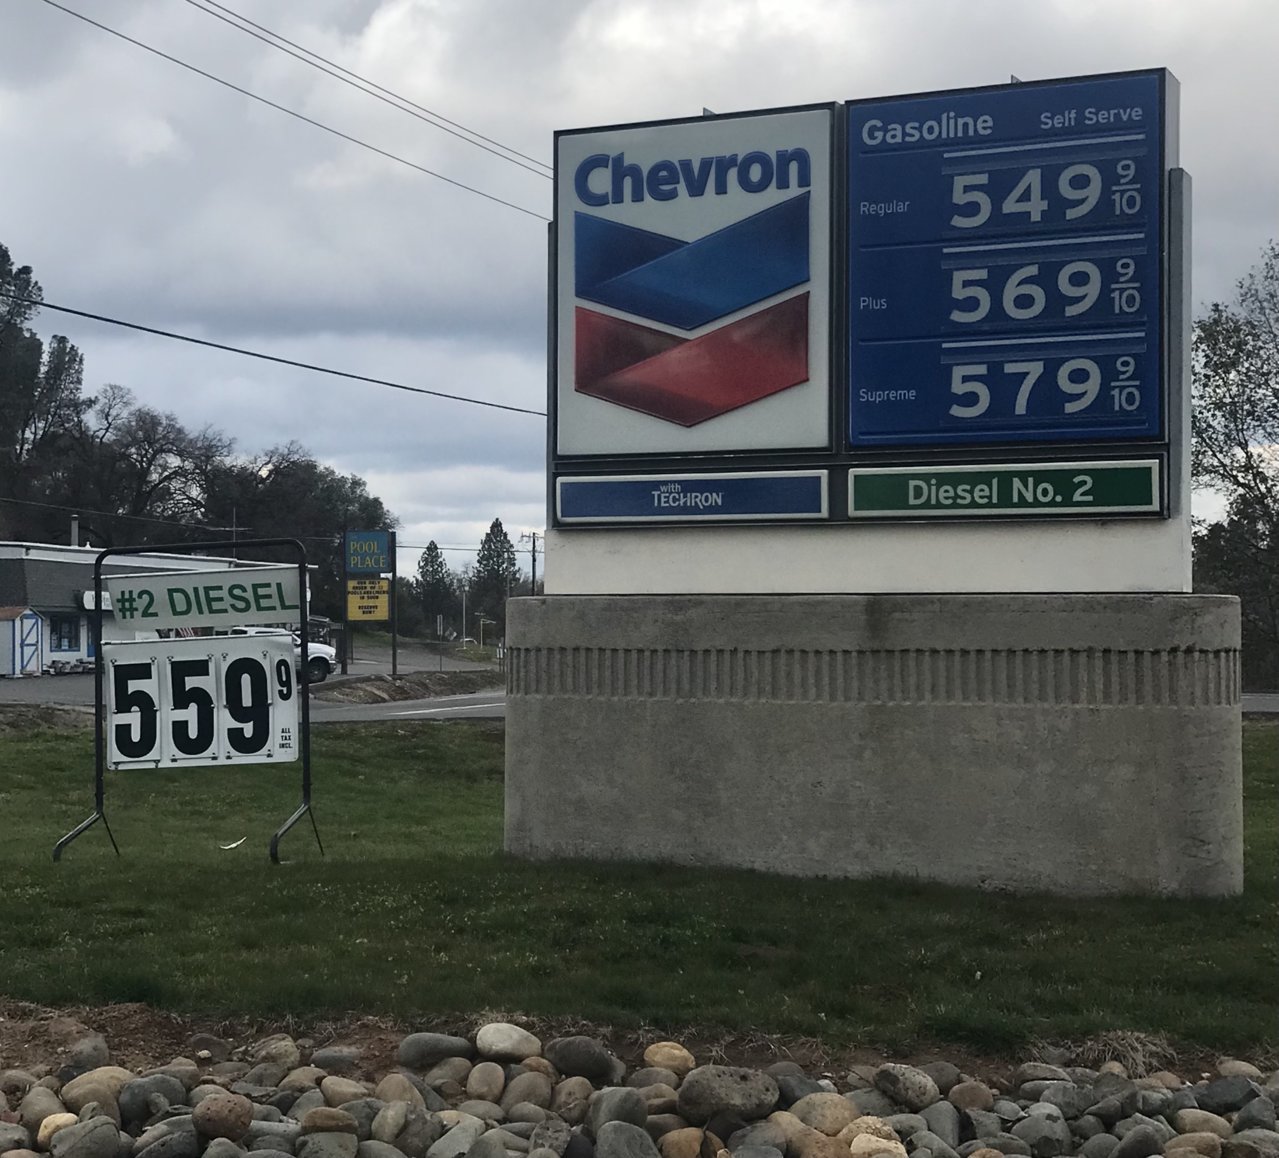 Chevron
with
TECHRON
Gasoline Self Serve
Regular 549 9/10
Plus 569 9/10
Supreme 579 9/10
Diesel No. 2
#2 DIESEL
559 9
ALL
TAX
INCL.
POOL
PLACE